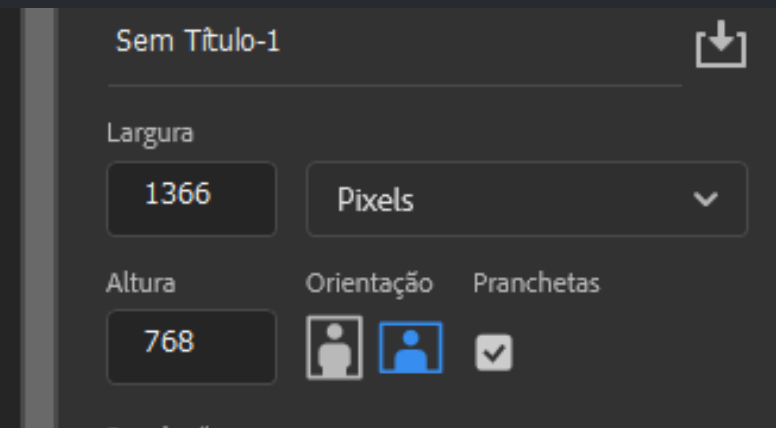 Sem Título-1
Largura
1366 Pixels
Altura Orientação Pranchetas
768